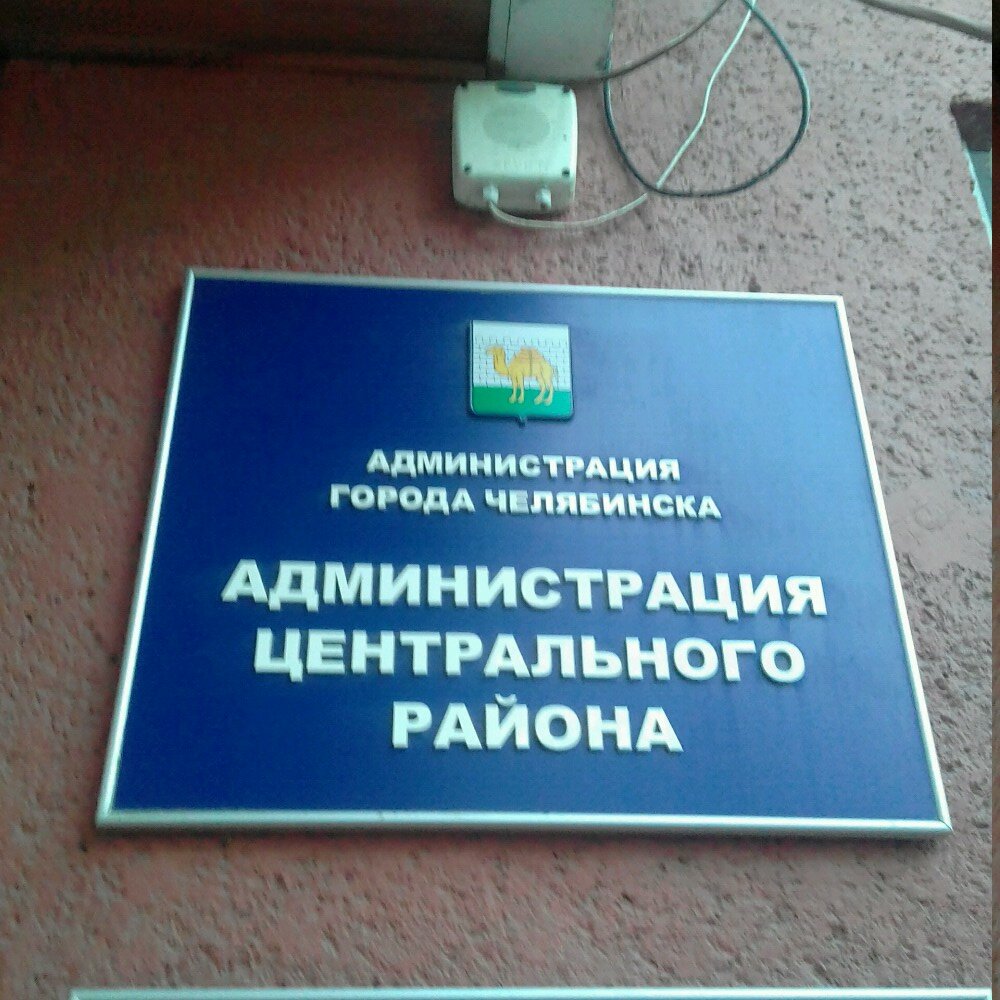 АДМИНИСТРАЦИЯ
ГОРОДА ЧЕЛЯБИНСКА
АДМИНИСТРАЦИЯ
ЦЕНТРАЛЬНОГО
РАЙОНА